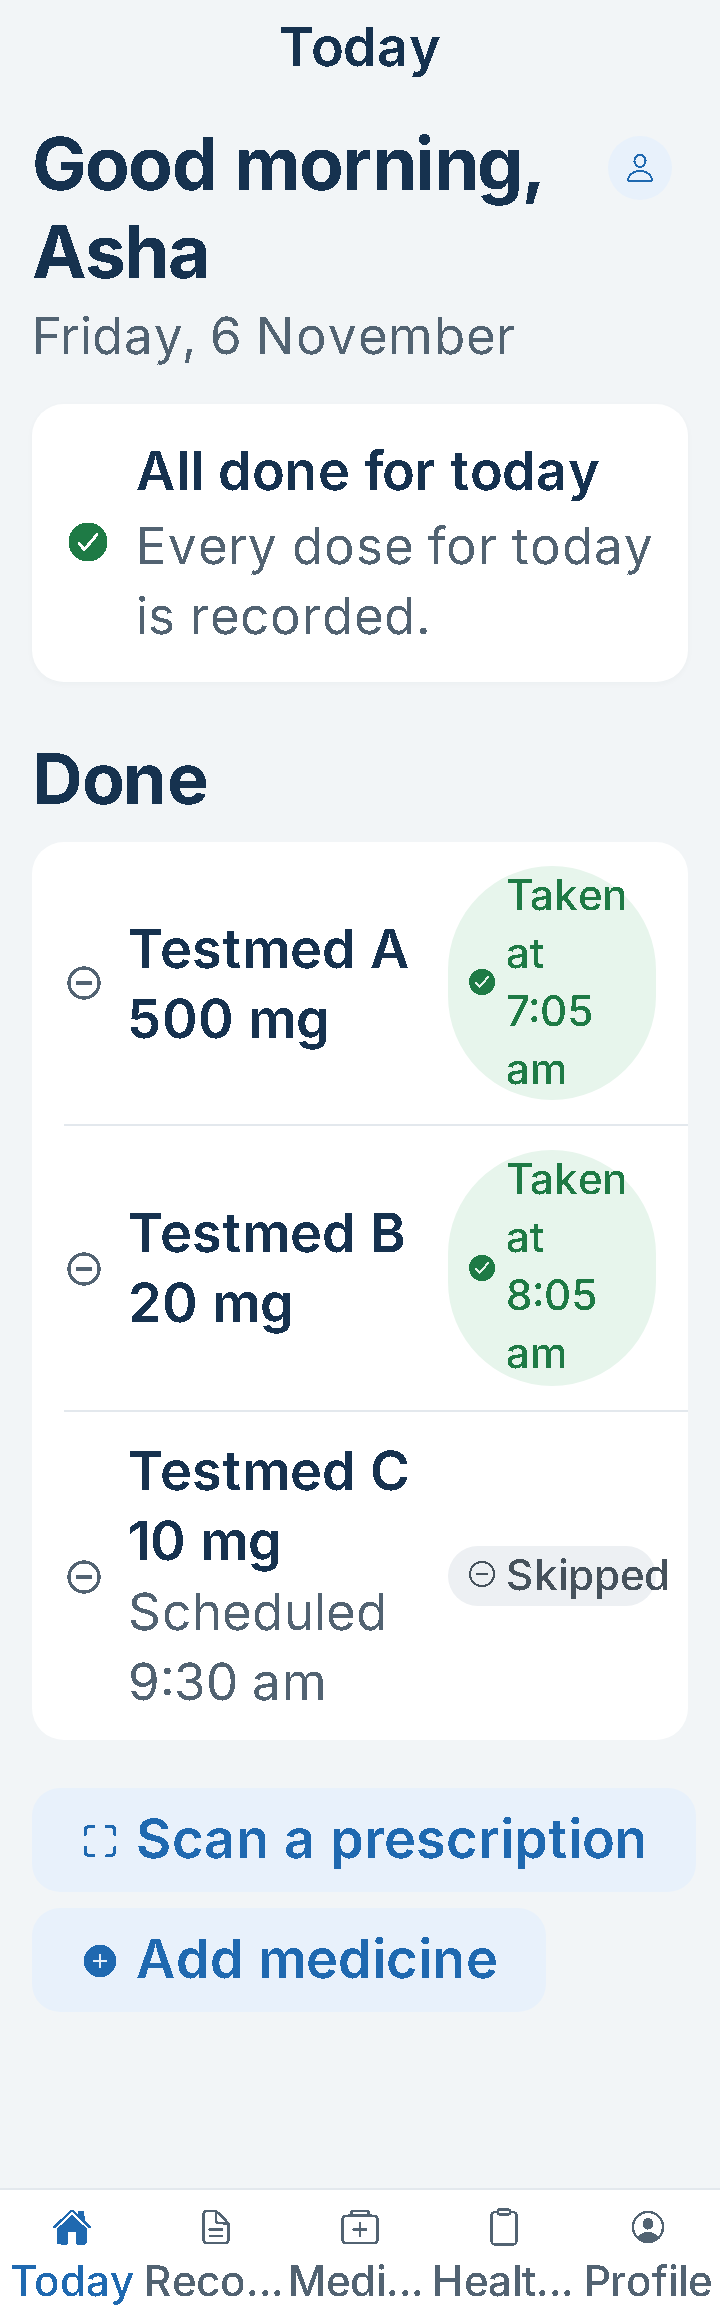 Today
Good morning,
Asha
Friday, 6 November
All done for today
Every dose for today
is recorded.
Done
Testmed A
500 mg
Taken
at
7:05
am
Testmed B
20 mg
Taken
at
8:05
am
Testmed C
10 mg
Scheduled
9:30 am
Skipped
Scan a prescription
Add medicine
Today
Reco...
Medi...
Healt...
Profile